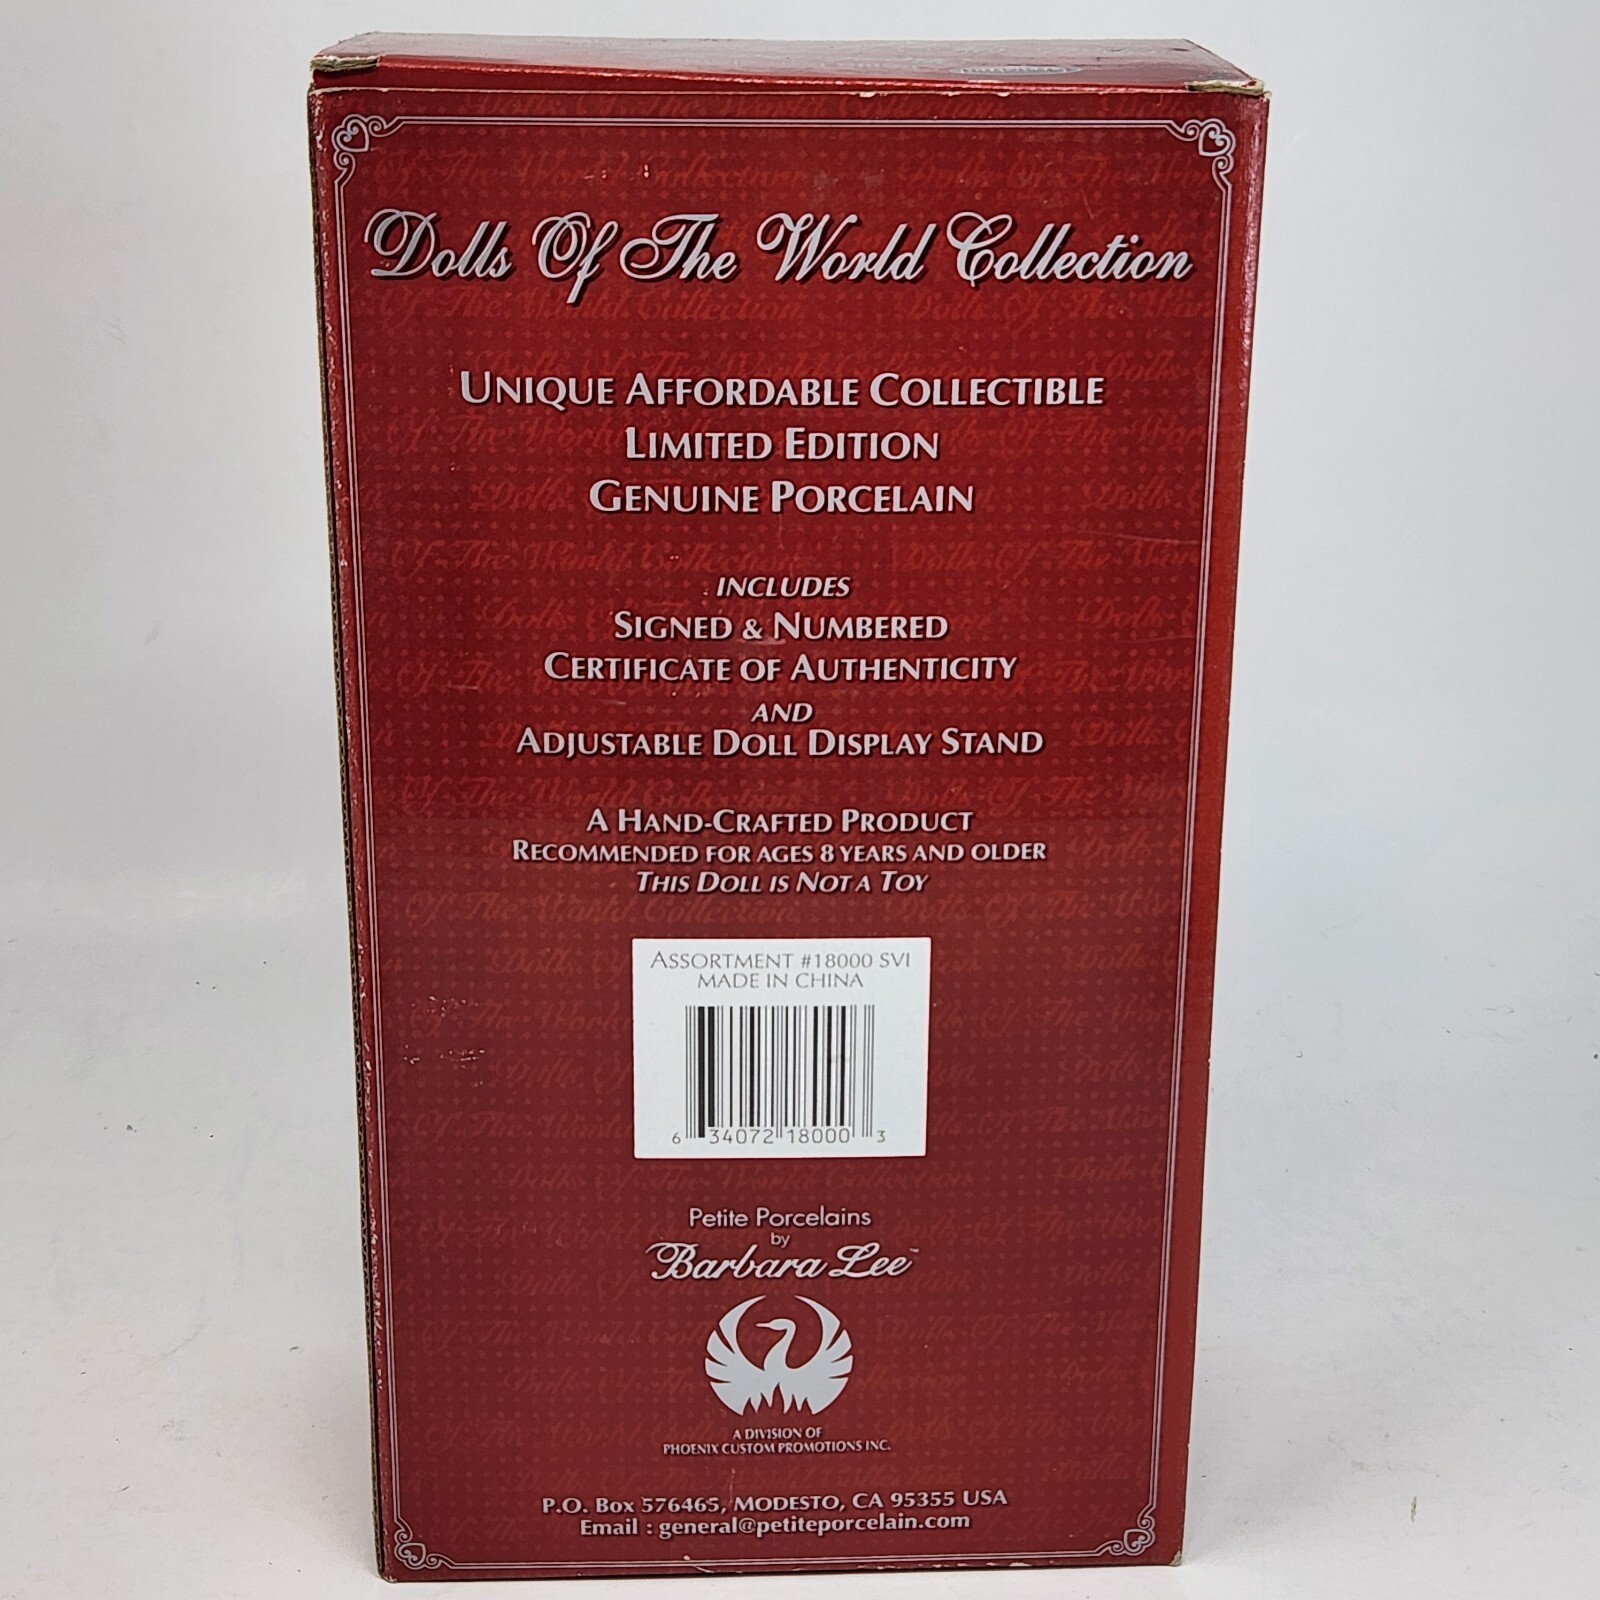 Dolls Of The World Collection
UNIQUE AFFORDABLE COLLECTIBLE
LIMITED EDITION
GENUINE PORCELAIN
INCLUDES
SIGNED & NUMBERED
CERTIFICATE OF AUTHENTICITY
AND
ADJUSTABLE DOLL DISPLAY STAND
A HAND-CRAFTED PRODUCT
RECOMMENDED FOR AGES 8 YEARS AND OLDER
THIS DOLL IS NOT A TOY
ASSORTMENT #18000 SVI
MADE IN CHINA
6 34072 18000 3
Petite Porcelains
by
Barbara Lee™
A DIVISION OF
PHOENIX CUSTOM PROMOTIONS INC.
P.O. Box 576465, MODESTO, CA 95355 USA
Email : general@petiteporcelain.com